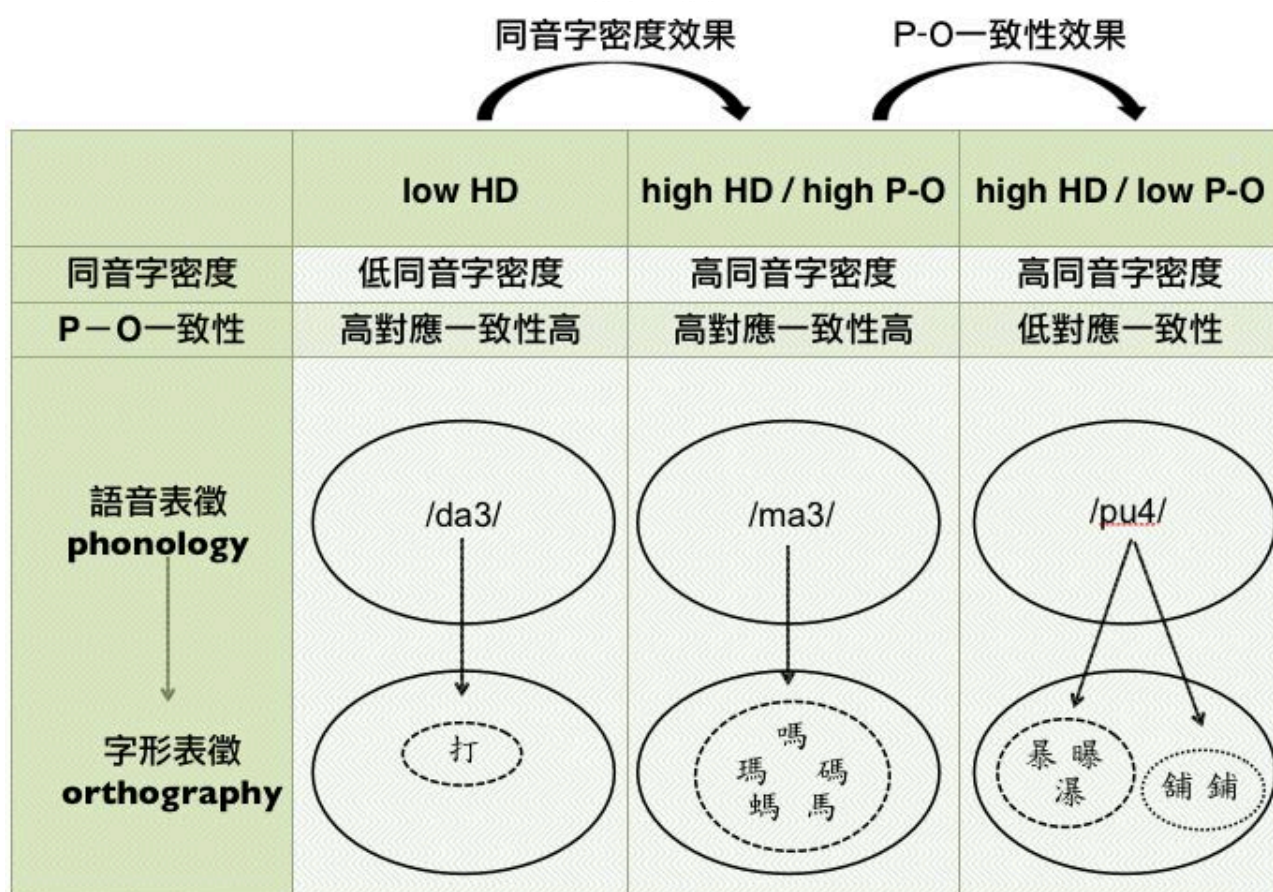 同音字密度效果 P-O一致性效果
low HD high HD / high P-O high HD / low P-O
同音字密度 低同音字密度 高同音字密度 高同音字密度
P－O一致性 高對應一致性高 高對應一致性高 低對應一致性
語音表徵 /da3/ /ma3/ /pu4/
phonology
字形表徵 打 嗎 暴 曝
orthography 瑪 碼 瀑 舖 鋪
螞 馬